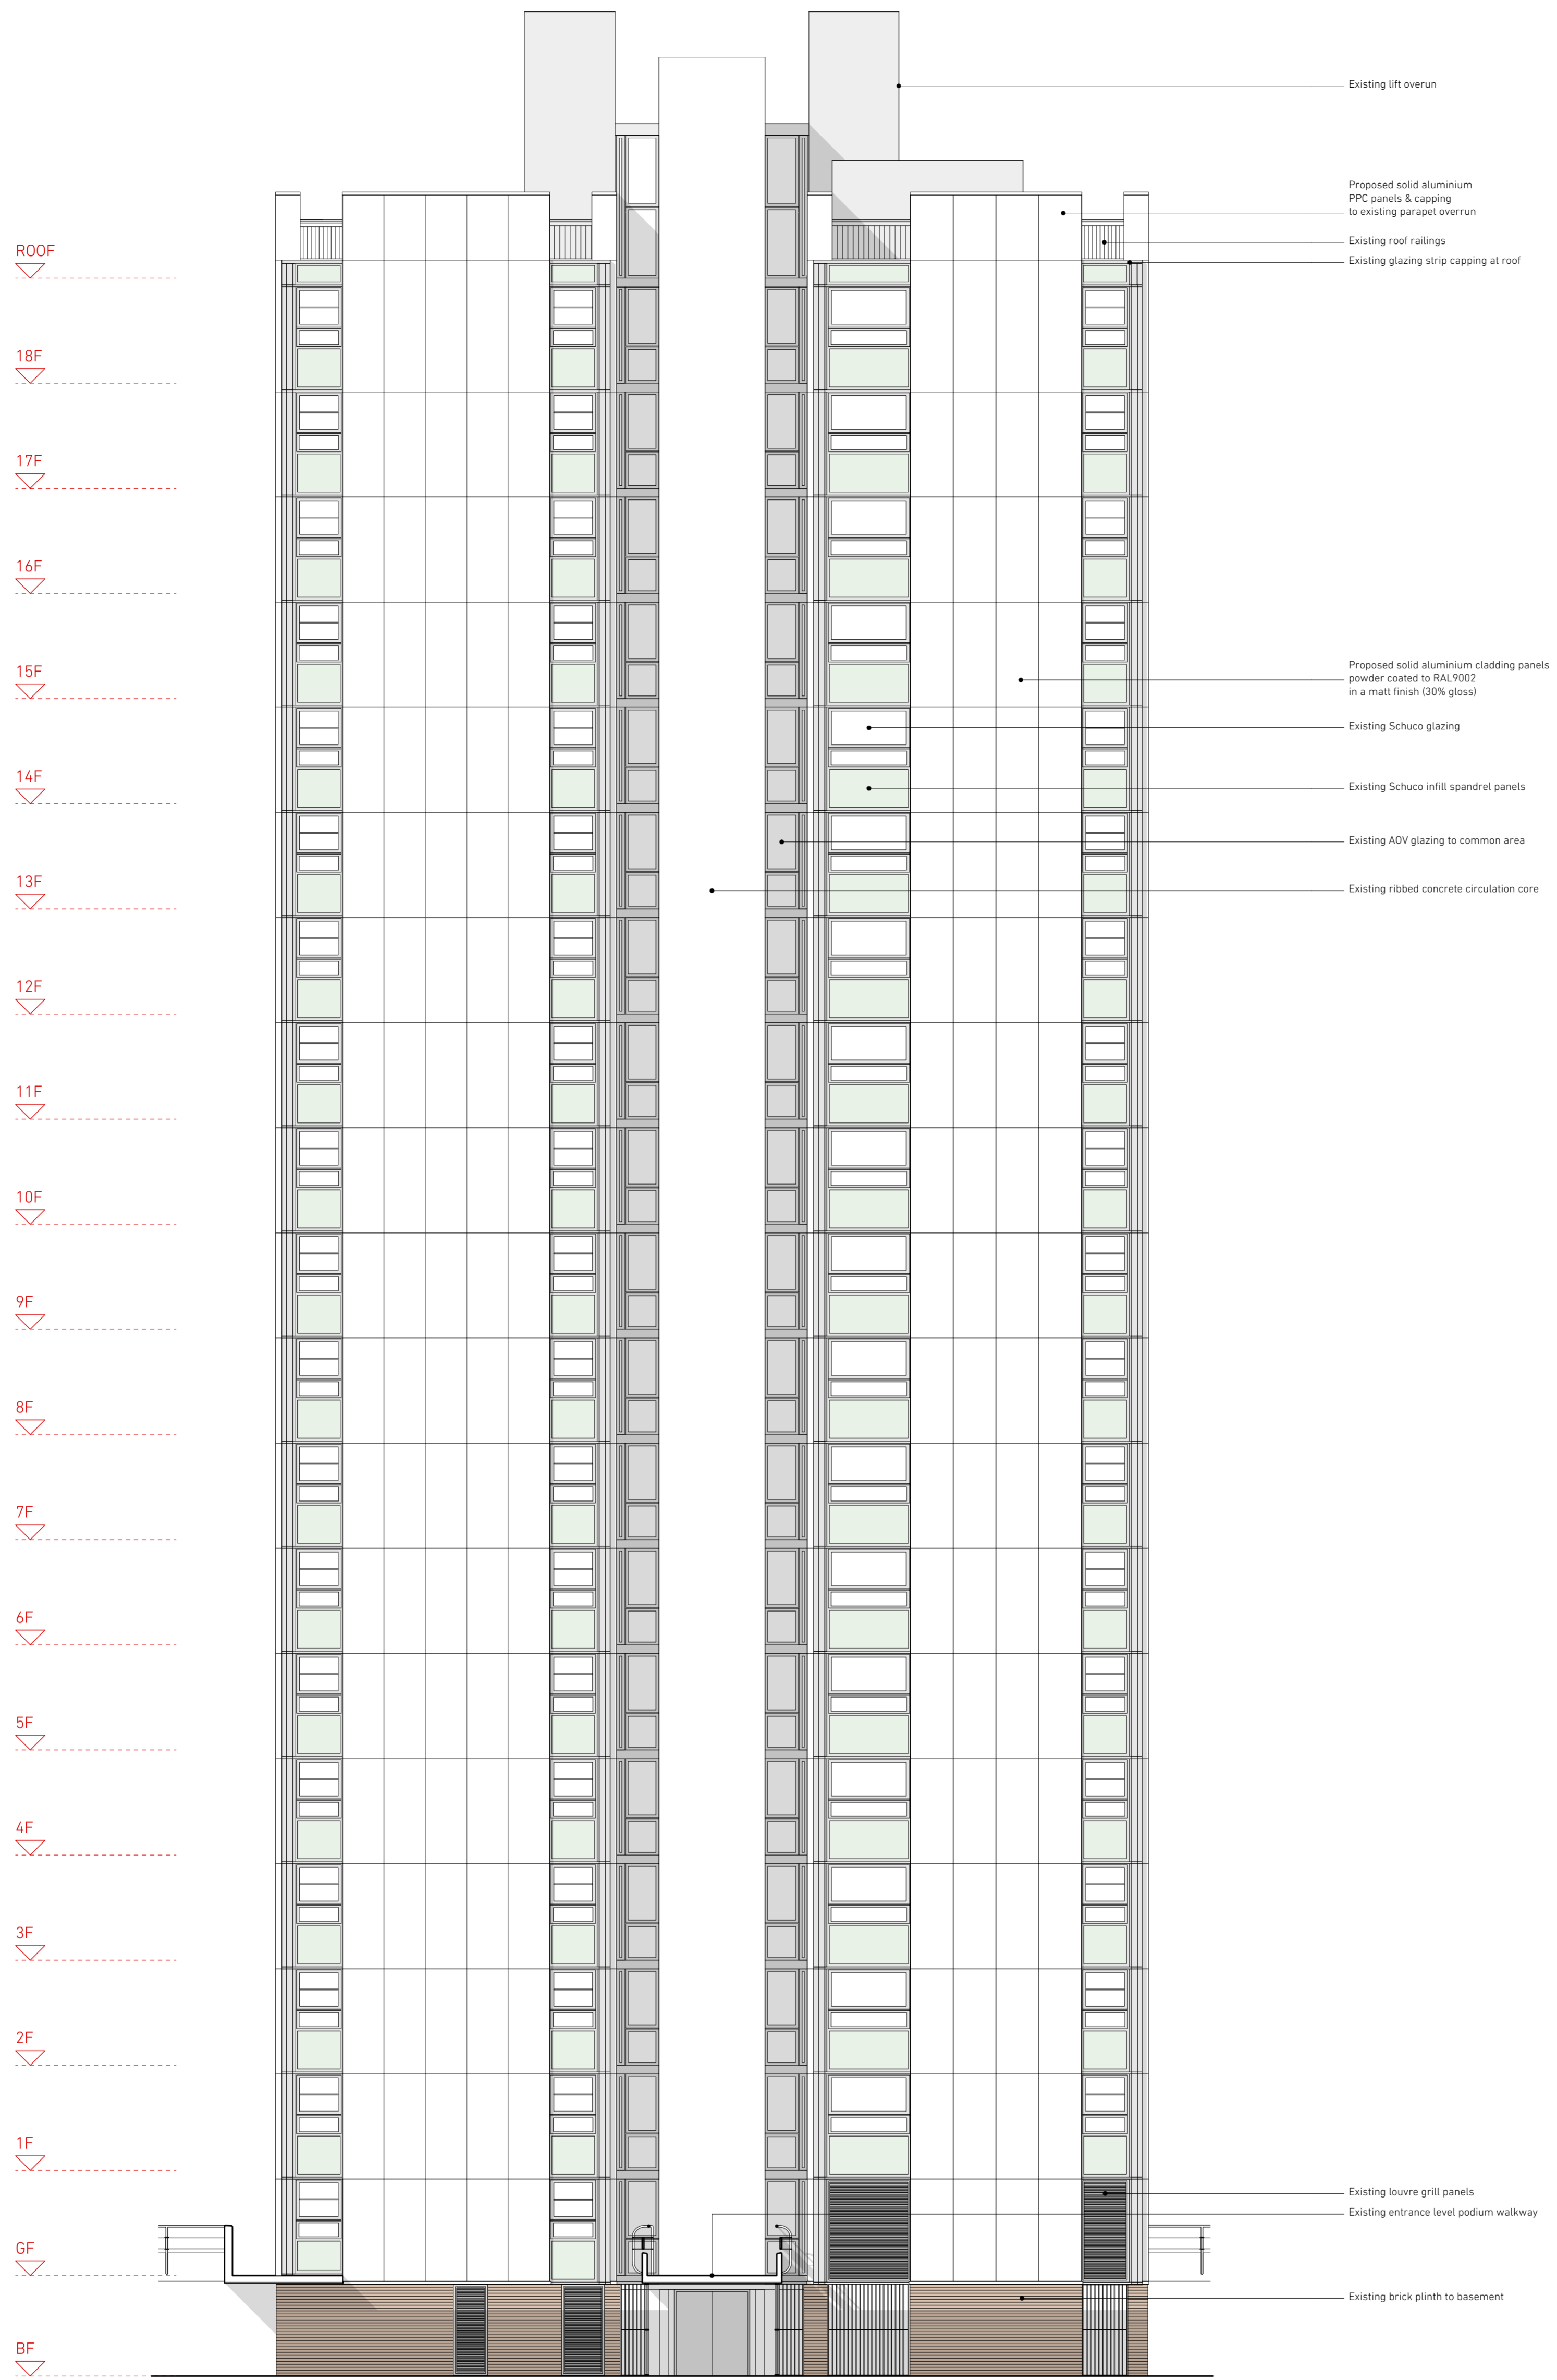 Existing lift overun
Proposed solid aluminium
PPC panels & capping
to existing parapet overrun
Existing roof railings
ROOF
Existing glazing strip capping at roof
18F
17F
16F
15F
Proposed solid aluminium cladding panels
powder coated to RAL9002
in a matt finish (30% gloss)
Existing Schuco glazing
14F
Existing Schuco infill spandrel panels
Existing AOV glazing to common area
13F
Existing ribbed concrete circulation core
12F
11F
10F
9F
8F
7F
6F
5F
4F
3F
2F
1F
Existing louvre grill panels
Existing entrance level podium walkway
GF
Existing brick plinth to basement
BF